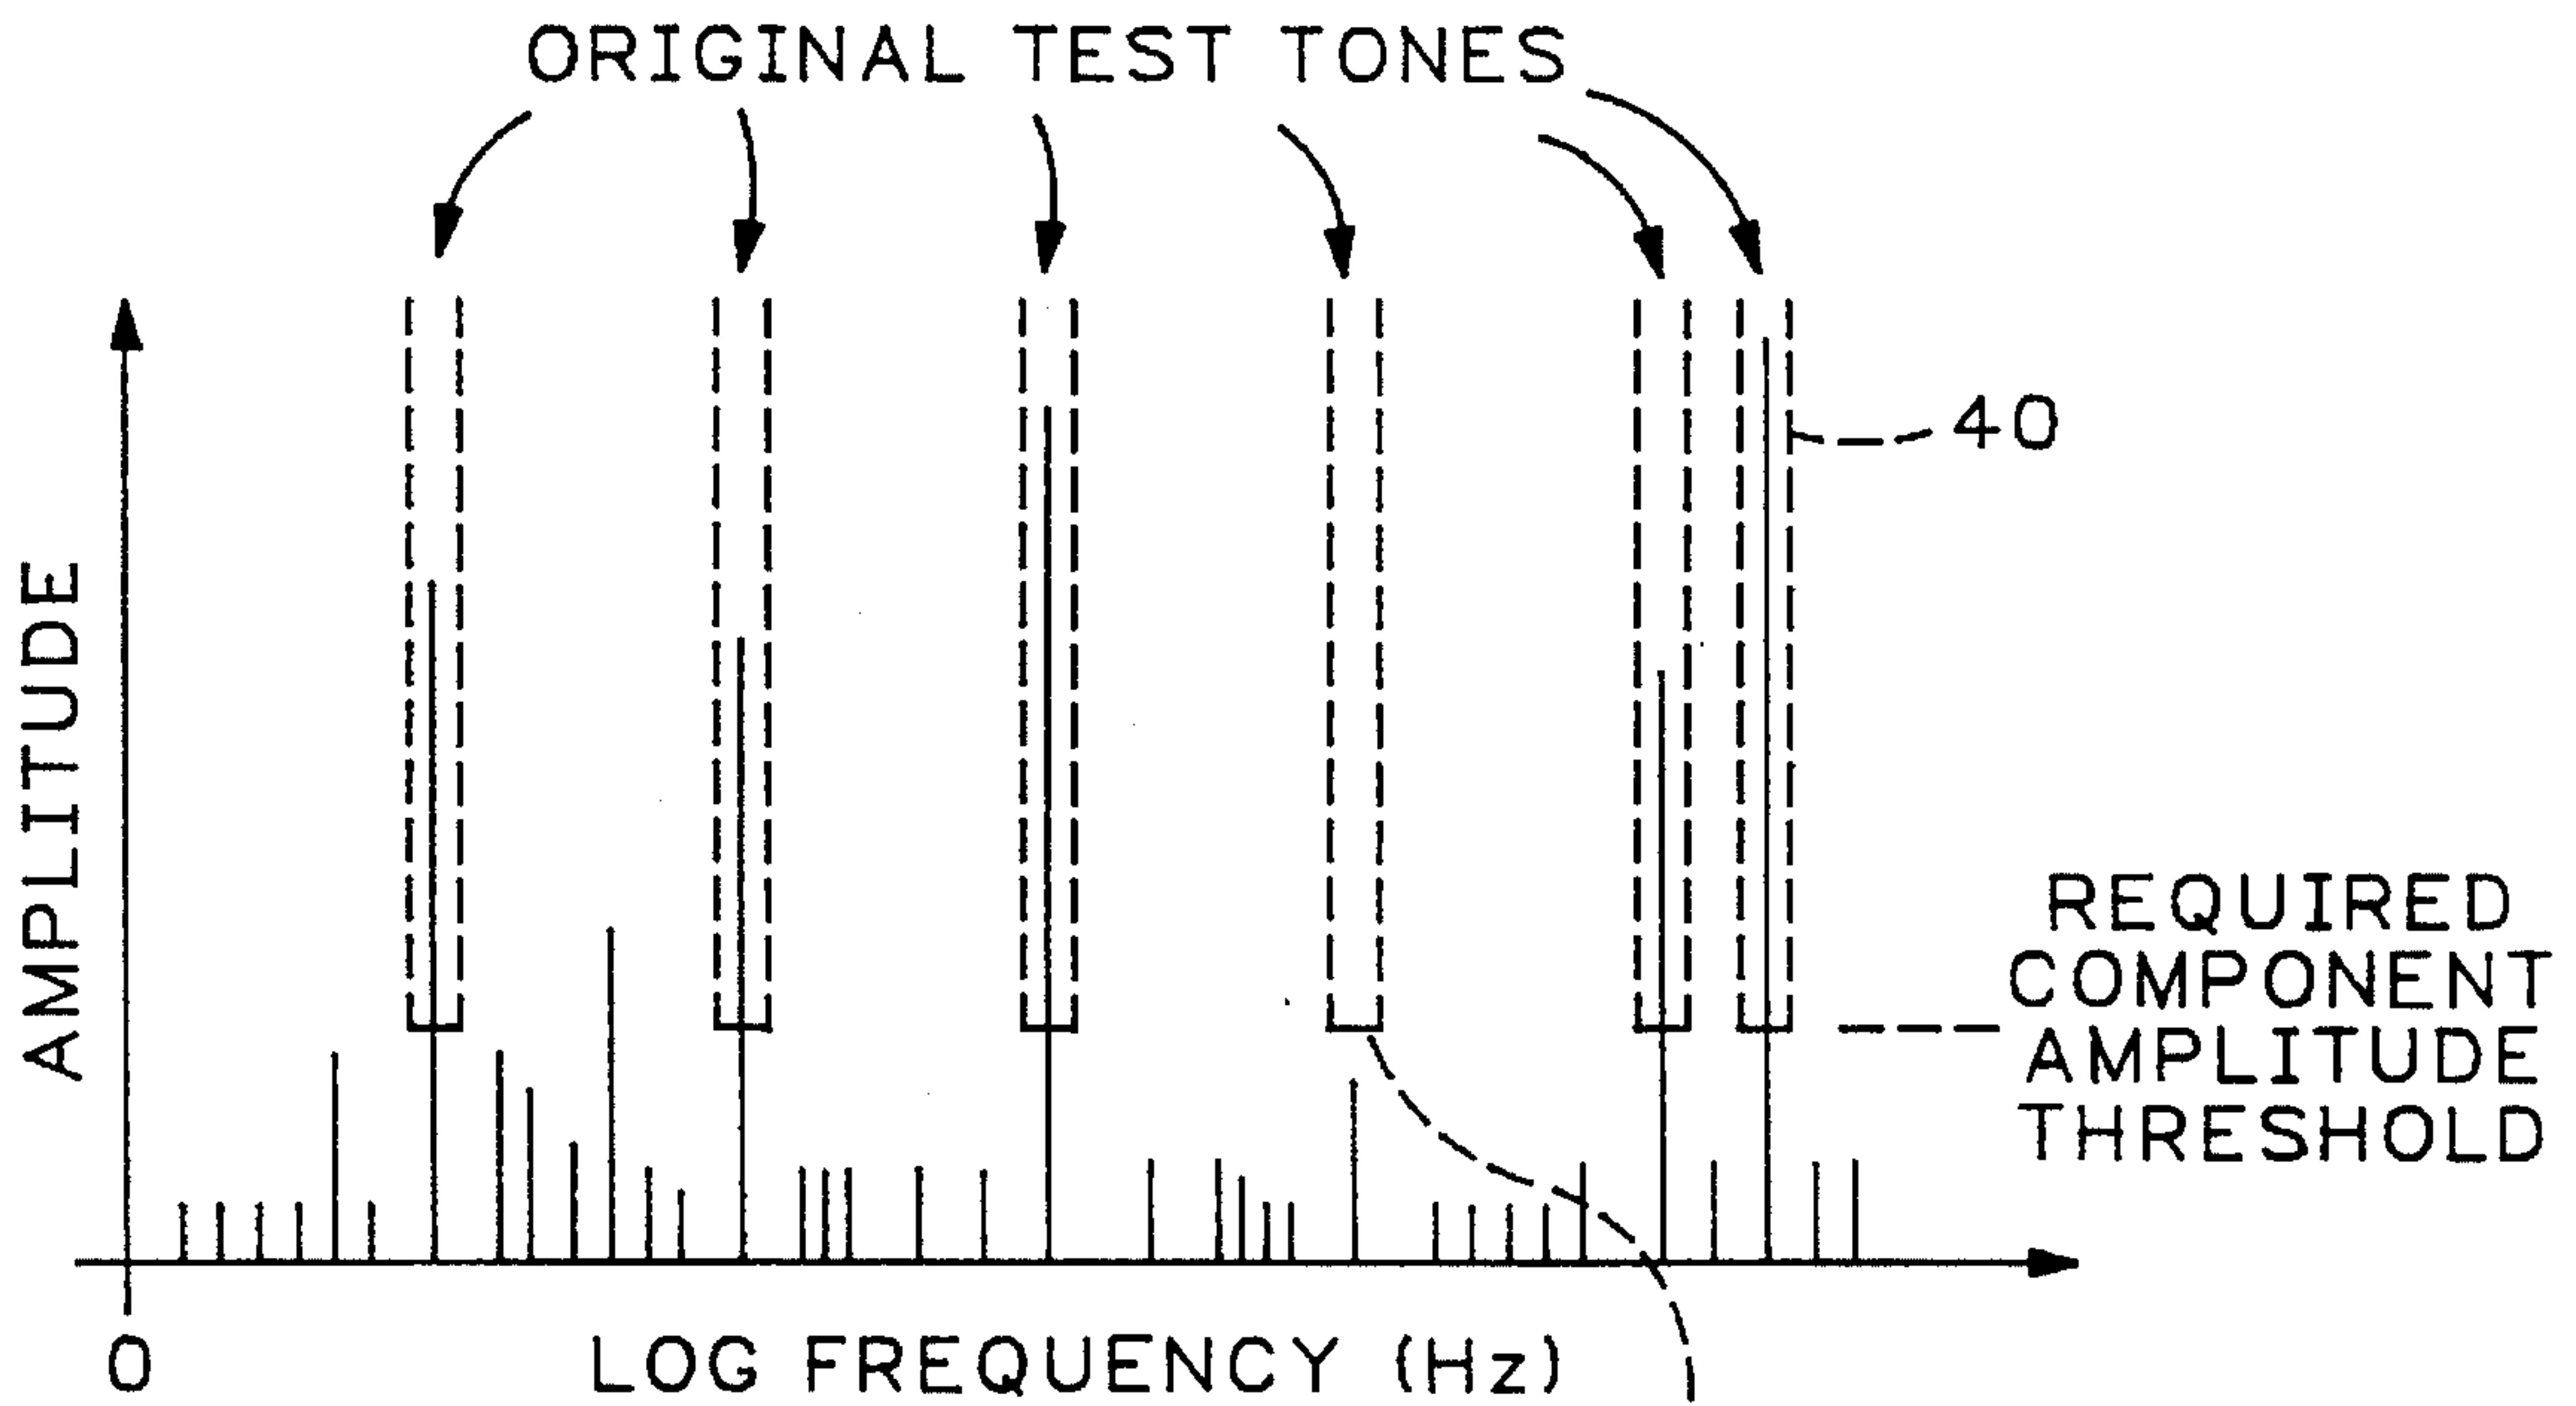 ORIGINAL TEST TONES
40
AMPLITUDE
REQUIRED
COMPONENT
AMPLITUDE
THRESHOLD
0
LOG FREQUENCY (Hz)